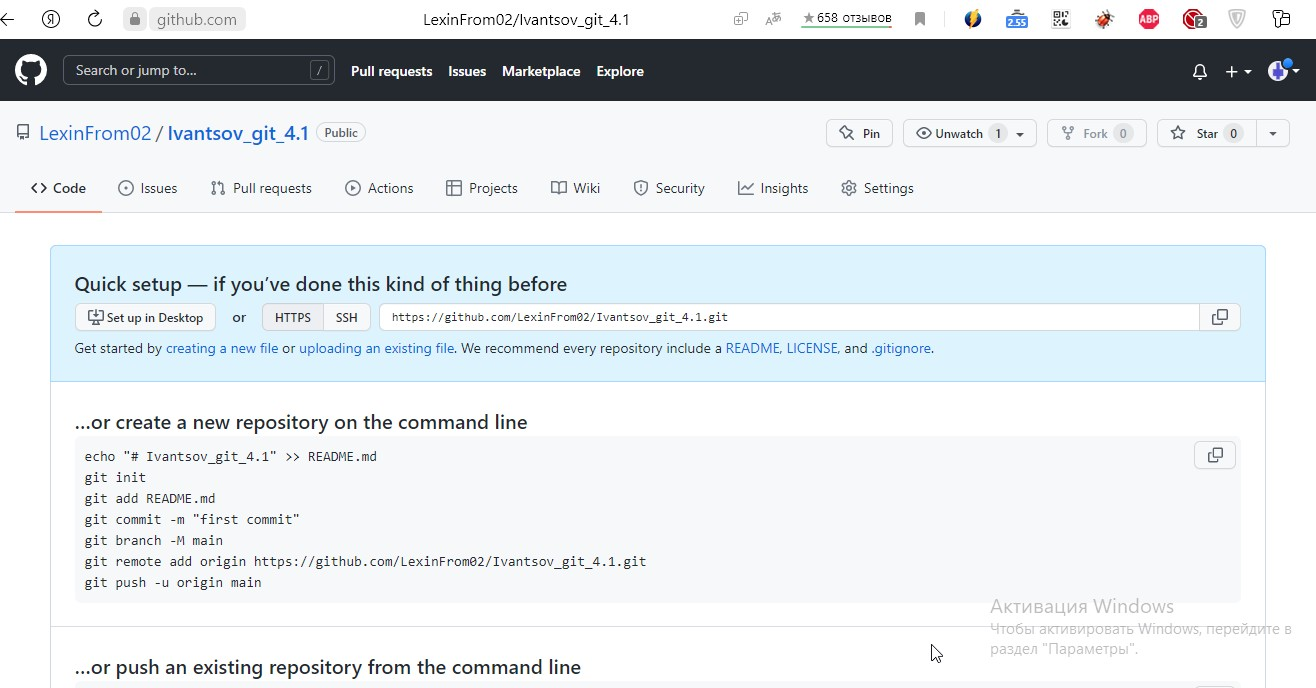 github.com LexinFrom02/Ivantsov_git_4.1 ★ 658 отзывов 2.55 ABP 2
Search or jump to... / Pull requests Issues Marketplace Explore
LexinFrom02 / Ivantsov_git_4.1 Public Pin Unwatch 1 Fork 0 Star 0
Code Issues Pull requests Actions Projects Wiki Security Insights Settings
Quick setup — if you’ve done this kind of thing before
Set up in Desktop or HTTPS SSH https://github.com/LexinFrom02/Ivantsov_git_4.1.git
Get started by creating a new file or uploading an existing file. We recommend every repository include a README, LICENSE, and .gitignore.
…or create a new repository on the command line
echo "# Ivantsov_git_4.1" >> README.md
git init
git add README.md
git commit -m "first commit"
git branch -M main
git remote add origin https://github.com/LexinFrom02/Ivantsov_git_4.1.git
git push -u origin main
Активация Windows
Чтобы активировать Windows, перейдите в
раздел "Параметры".
…or push an existing repository from the command line